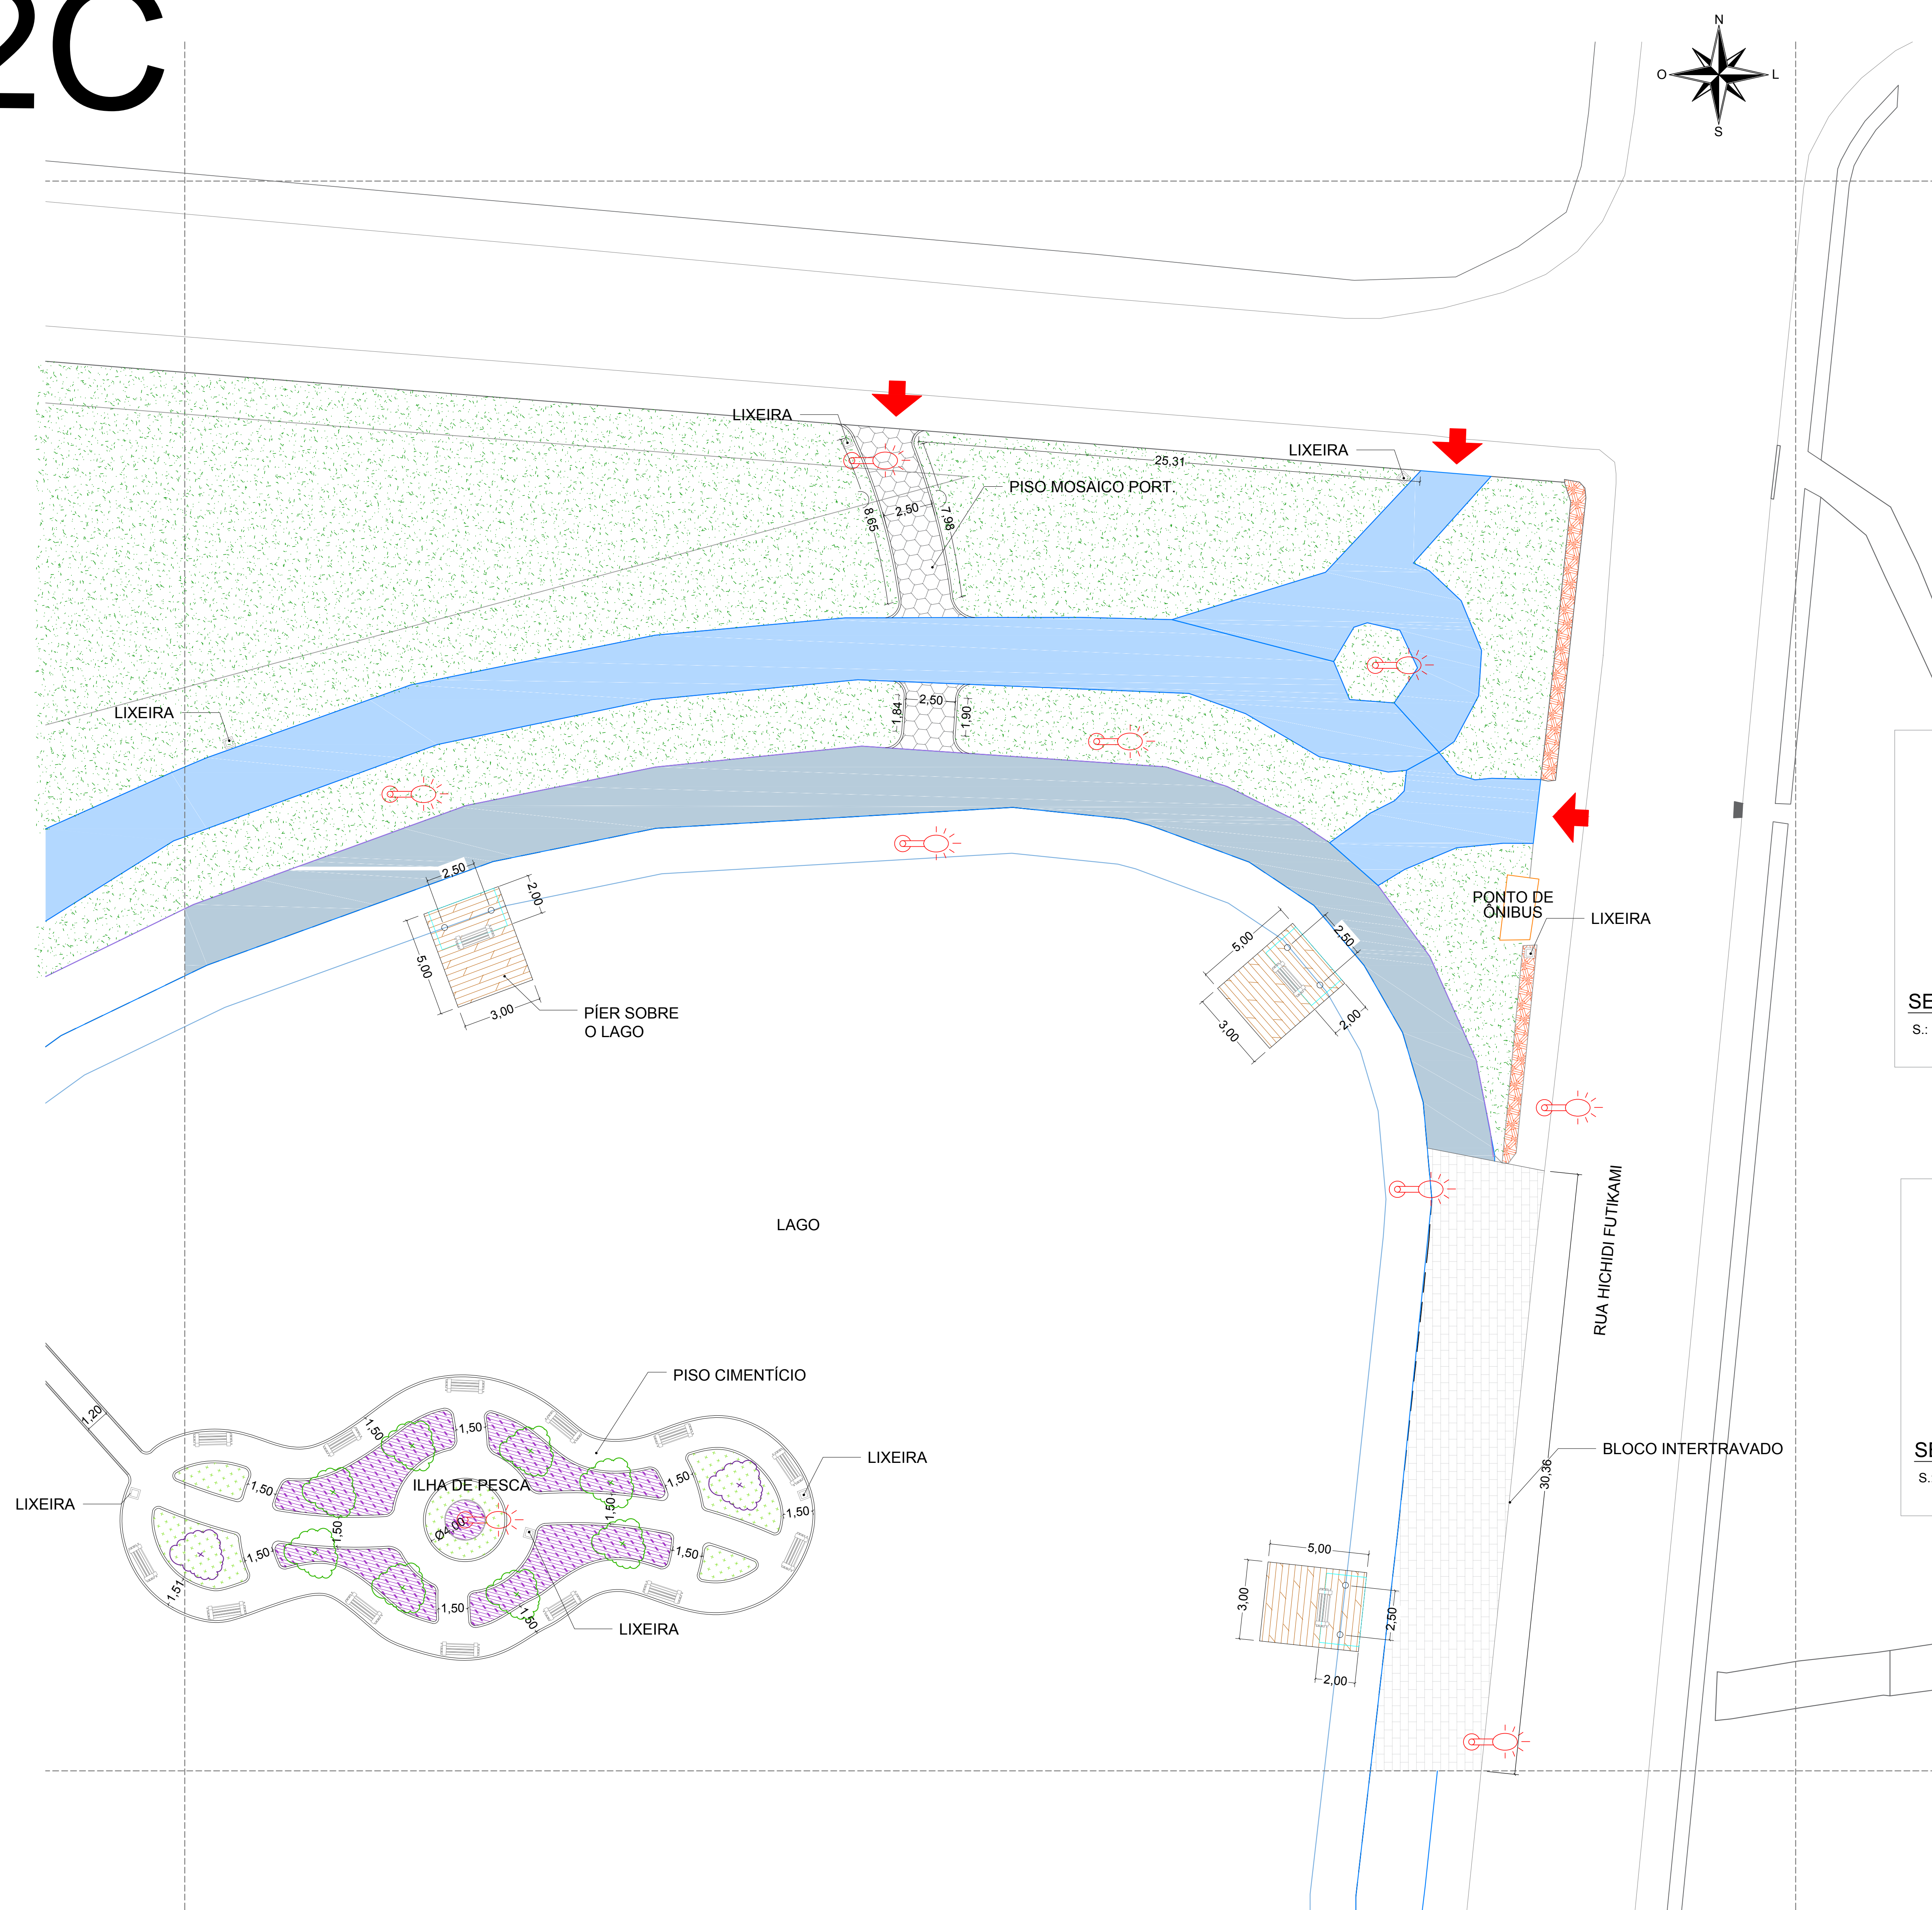 2C
N
O
L
S
LIXEIRA
LIXEIRA
25,31
PISO MOSAICO PORT.
8,65
2,50
7,98
LIXEIRA
1,84
2,50
1,90
2,50
2,00
5,00
3,00
PÍER SOBRE
O LAGO
5,00
2,50
3,00
2,00
PONTO DE
ÔNIBUS
LIXEIRA
SE
S.:
LAGO
RUA HICHIDI FUTIKAMI
PISO CIMENTÍCIO
1,20
1,50
1,50
BLOCO INTERTRAVADO
30,36
LIXEIRA
SE
S.
ILHA DE PESCA
1,50
1,50
1,50
LIXEIRA
1,50
1,50
Ø4,00
1,50
1,50
1,51
1,50
1,50
1,50
LIXEIRA
5,00
3,00
2,50
2,00